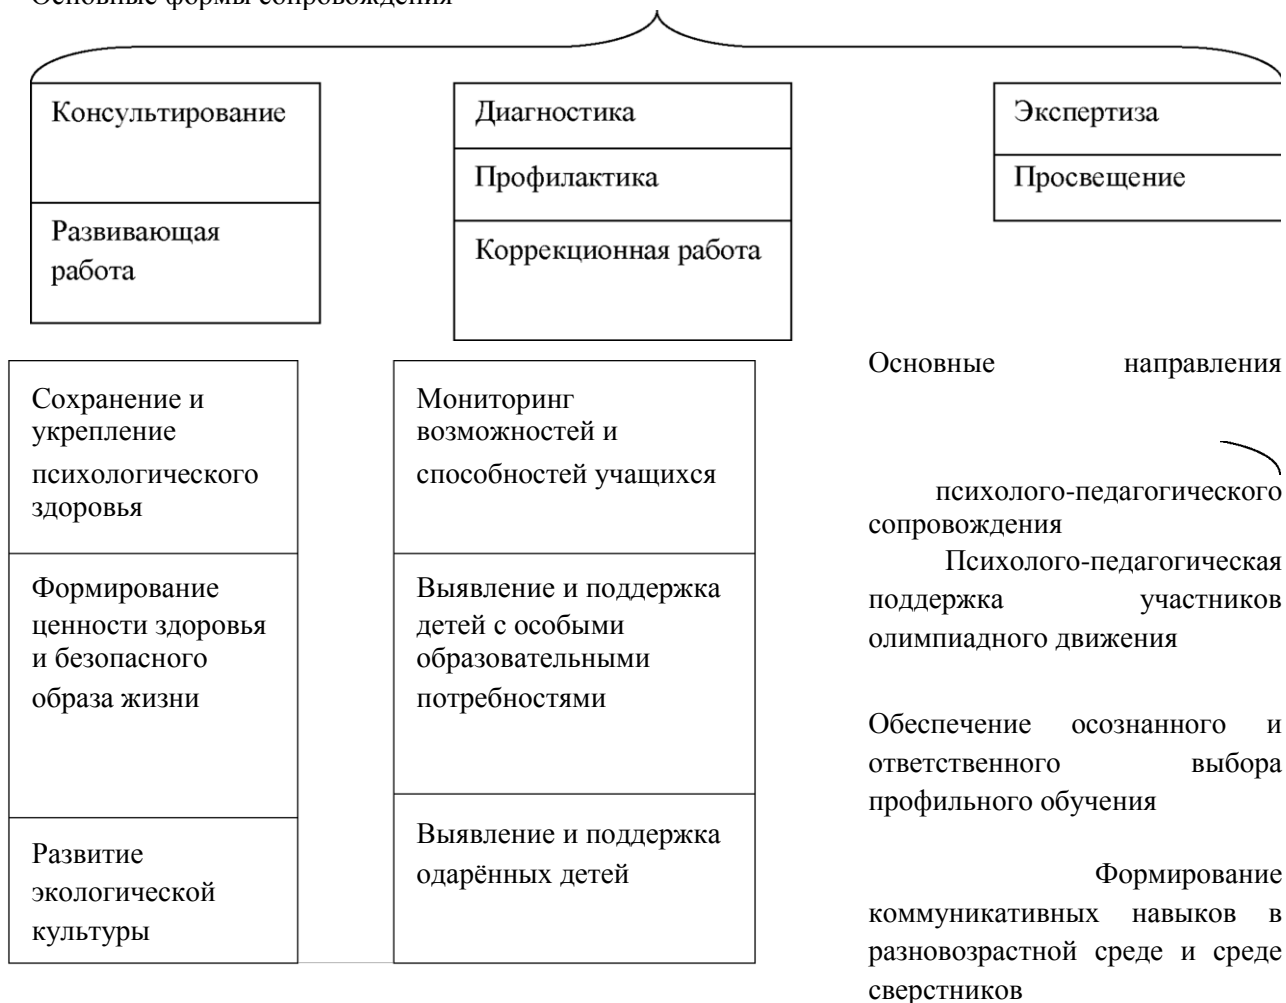 Основные формы сопровождения
Консультирование
Развивающая
работа
Диагностика
Профилактика
Коррекционная работа
Экспертиза
Просвещение
Сохранение и
укрепление
психологического
здоровья
Формирование
ценности здоровья
и безопасного
образа жизни
Развитие
экологической
культуры
Мониторинг
возможностей и
способностей учащихся
Выявление и поддержка
детей с особыми
образовательными
потребностями
Выявление и поддержка
одарённых детей
Основные направления
психолого-педагогического
сопровождения
Психолого-педагогическая
поддержка участников
олимпиадного движения
Обеспечение осознанного и
ответственного выбора
профильного обучения
Формирование
коммуникативных навыков в
разновозрастной среде и среде
сверстников